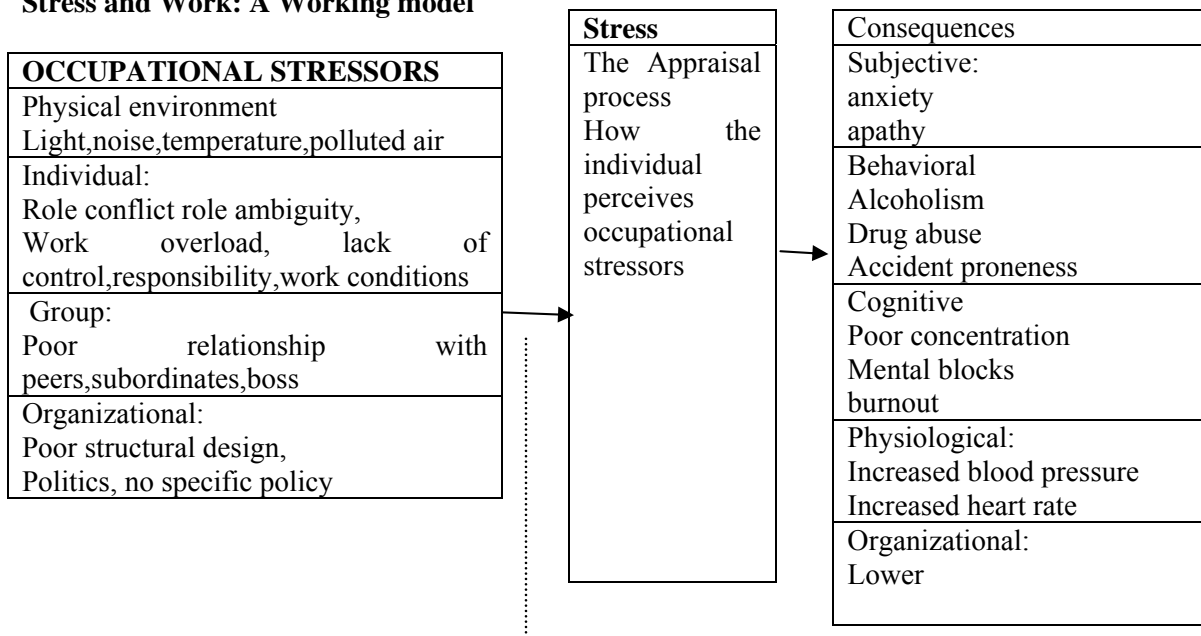 Stress and Work: A Working model
OCCUPATIONAL STRESSORS
Physical environment
Light,noise,temperature,polluted air
Individual:
Role conflict role ambiguity,
Work overload, lack of
control,responsibility,work conditions
Group:
Poor relationship with
peers,subordinates,boss
Organizational:
Poor structural design,
Politics, no specific policy
Stress
The Appraisal
process
How the
individual
perceives
occupational
stressors
Consequences
Subjective:
anxiety
apathy
Behavioral
Alcoholism
Drug abuse
Accident proneness
Cognitive
Poor concentration
Mental blocks
burnout
Physiological:
Increased blood pressure
Increased heart rate
Organizational:
Lower